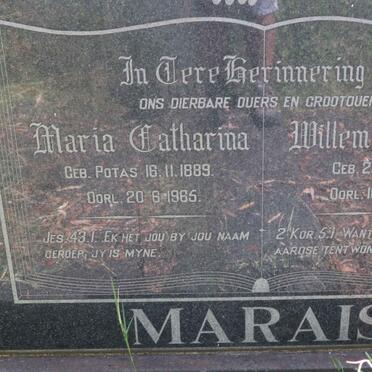 In Tere Herinnering
ONS DIERBARE OUERS EN GROOTOUE
Maria Catharina
GEB. POTAS 16.11.1889.
OORL. 20·6·1965.
JES. 43.1. EK HET JOU BY JOU NAAM
GEROEP, JY IS MYNE.
Willem
GEB. 2
OORL. 1
2 KOR 5.1. WANT
AARDSE TENT WON
MARAIS